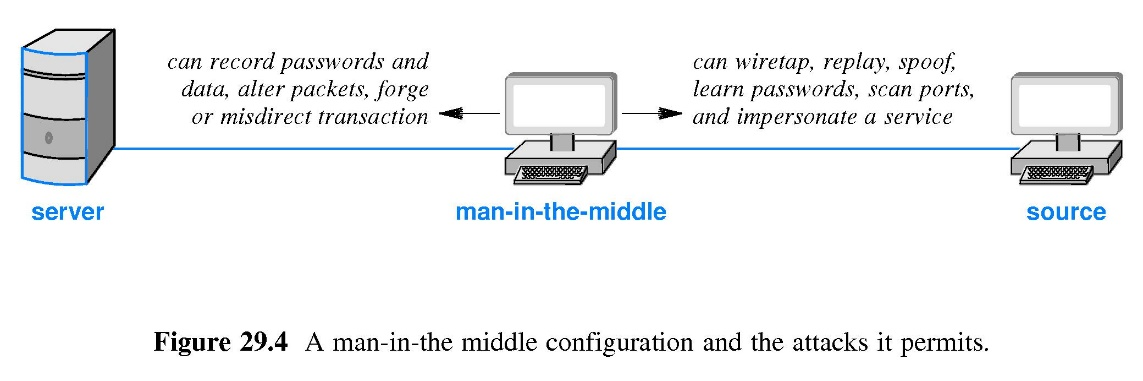 can record passwords and
data, alter packets, forge
or misdirect transaction
can wiretap, replay, spoof,
learn passwords, scan ports,
and impersonate a service
server
man-in-the-middle
source
Figure 29.4 A man-in-the middle configuration and the attacks it permits.